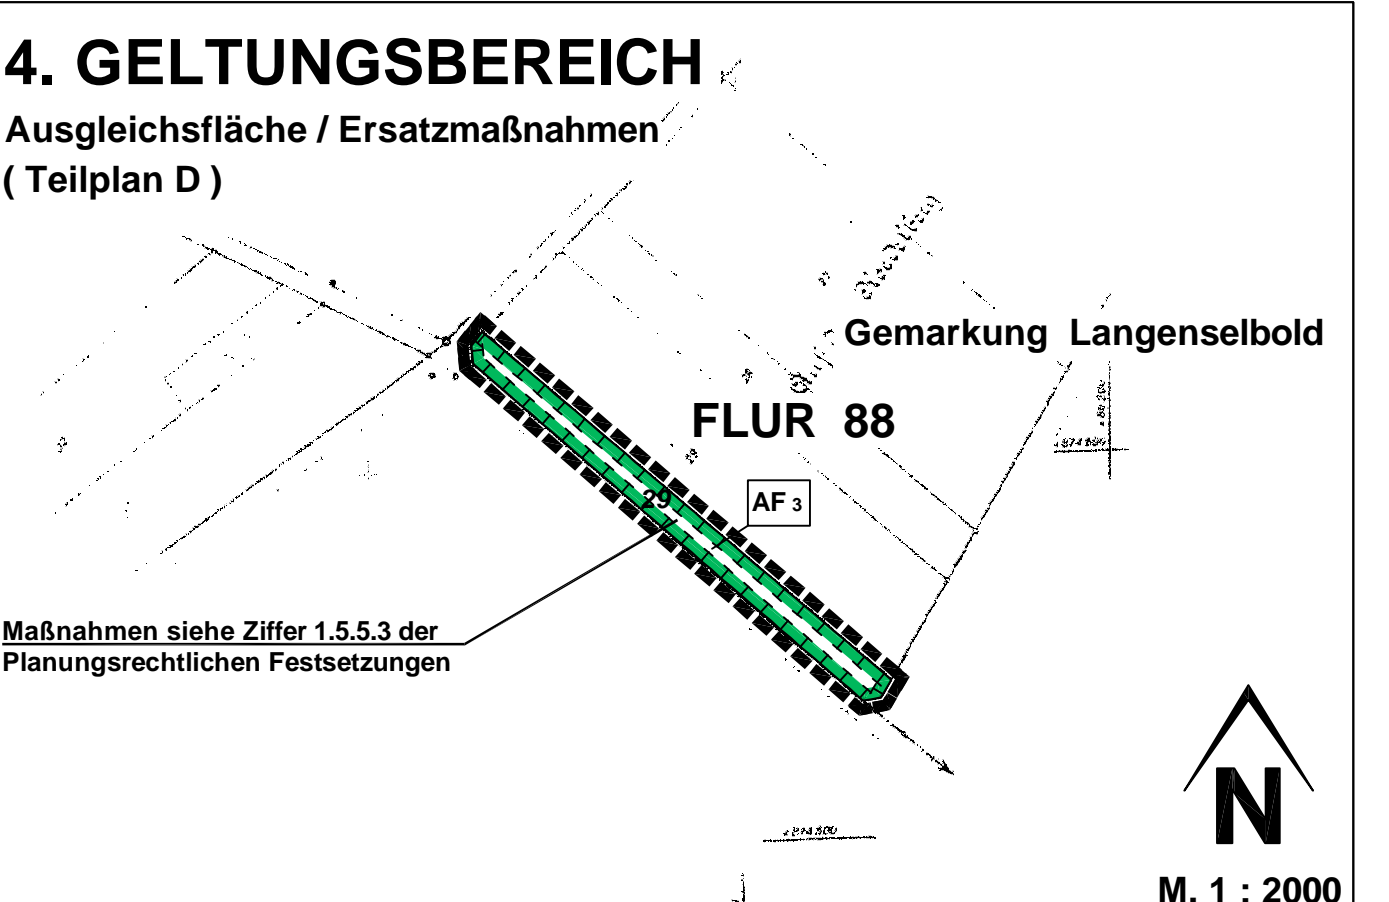 4. GELTUNGSBEREICH
Ausgleichsfläche / Ersatzmaßnahmen
( Teilplan D )
Gemarkung Langenselbold
FLUR 88
29
AF 3
Maßnahmen siehe Ziffer 1.5.5.3 der
Planungsrechtlichen Festsetzungen
N
M. 1 : 2000